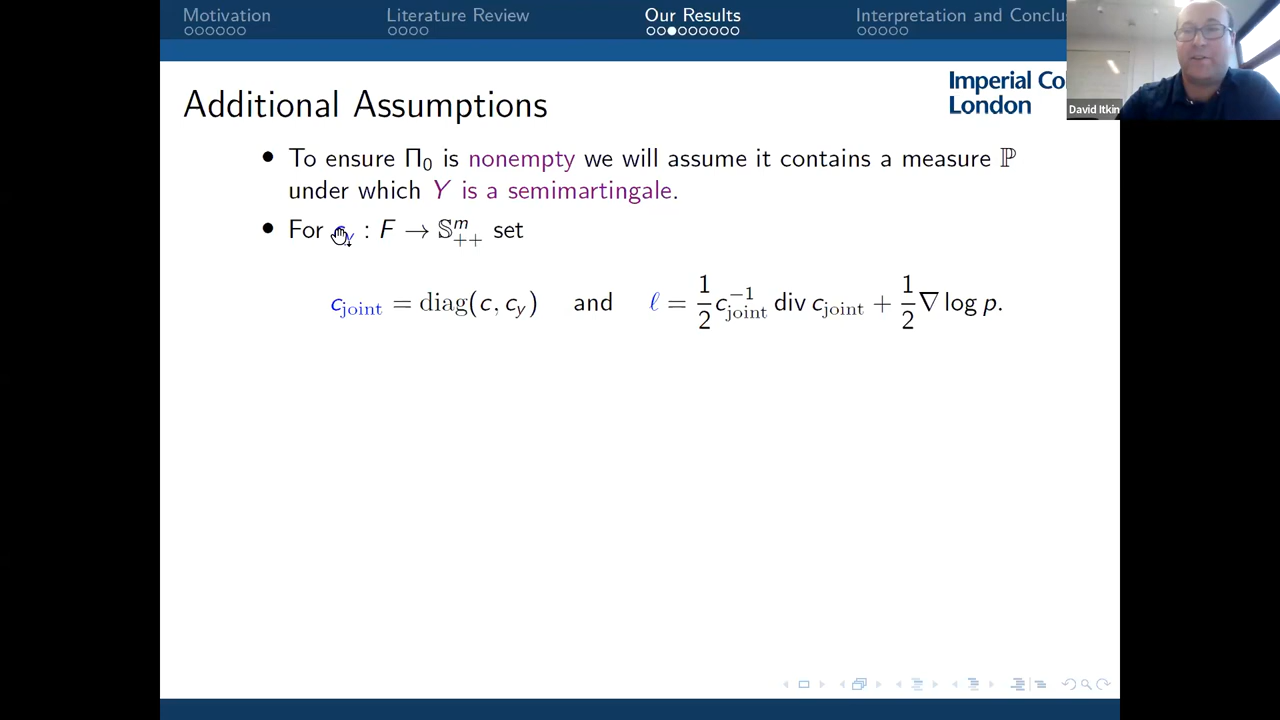 Motivation
Literature Review
Our Results
Interpretation and Conclu
Imperial Co
London
David Itkin
Additional Assumptions
• To ensure Π₀ is nonempty we will assume it contains a measure ℙ
under which Y is a semimartingale.
• For c_y : F → 𝕊^m_{++} set
c_joint = diag(c, c_y) and ℓ = 1/2 c_joint^{-1} div c_joint + 1/2 ∇ log p.